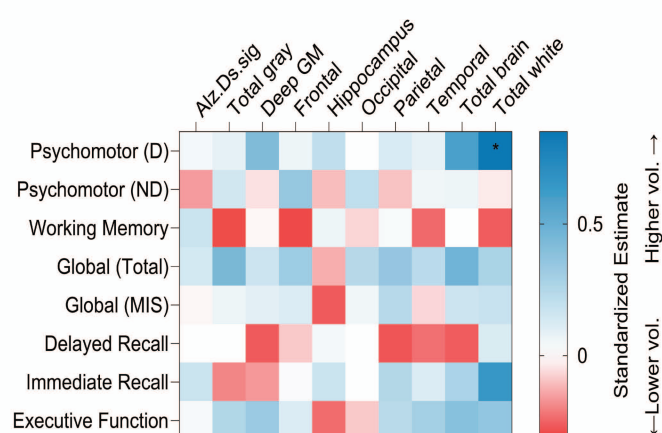 Alz.Ds.sig
Total gray
Deep GM
Frontal
Hippocampus
Occipital
Parietal
Temporal
Total brain
Total white
Psychomotor (D)
*
Psychomotor (ND)
Working Memory
Global (Total)
Global (MIS)
Delayed Recall
Immediate Recall
Executive Function
0.5
0
Standardized Estimate
Higher vol. →
←Lower vol.